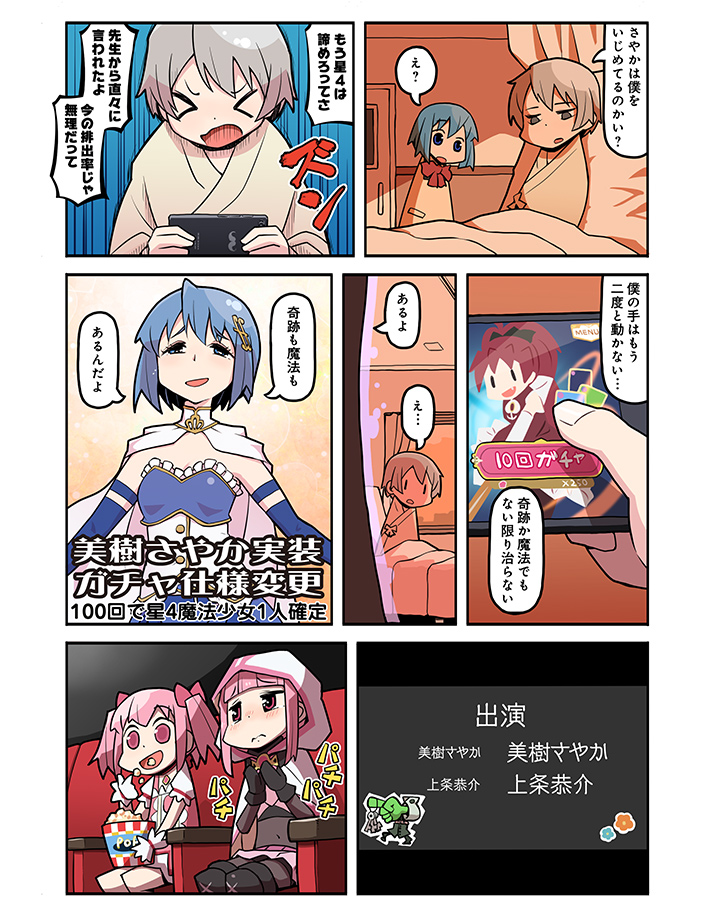 さやかは僕を
いじめてるのかい?
え?
もう星4は
諦めろってさ
先生から直々に
言われたよ
今の排出率じゃ
無理だって
ズン
僕の手はもう
二度と動かない…
MENU
10回ガチャ
X250
奇跡か魔法でも
ない限り治らない
あるよ
え…
奇跡も魔法も
あるんだよ
美樹さやか実装
ガチャ仕様変更
100回で星4魔法少女1人確定
出演
美樹さやか 美樹さやか
上条恭介 上条恭介
パチ
パチ
パチ
パチ
POP